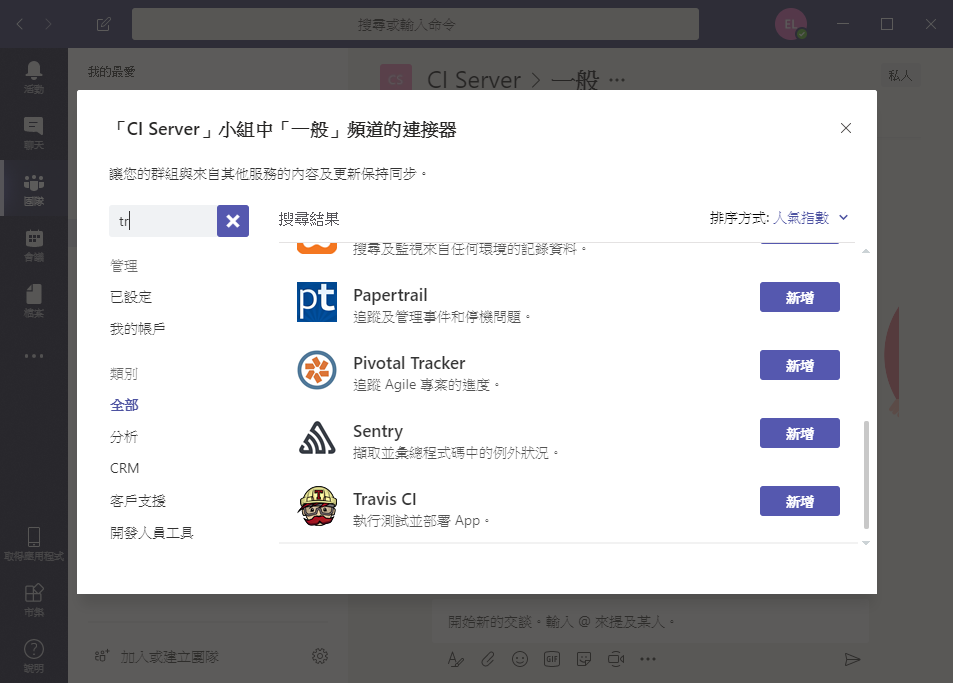 搜尋或輸入命令
EL
活動
聊天
團隊
會議
檔案
取得應用程式
市集
說明
我的最愛
CS
CI Server > 一般 ···
私人
「CI Server」小組中「一般」頻道的連接器
讓您的群組與來自其他服務的內容及更新保持同步。
tr
搜尋結果
排序方式: 人氣指數
管理
已設定
我的帳戶
類別
全部
分析
CRM
客戶支援
開發人員工具
搜尋及監視來自任何環境的記錄資料。
pt
Papertrail
追蹤及管理事件和停機問題。
新增
Pivotal Tracker
追蹤 Agile 專案的進度。
新增
Sentry
擷取並彙總程式碼中的例外狀況。
新增
Travis CI
執行測試並部署 App。
新增
加入或建立團隊
開始新的交談。輸入 @ 來提及某人。
GIF